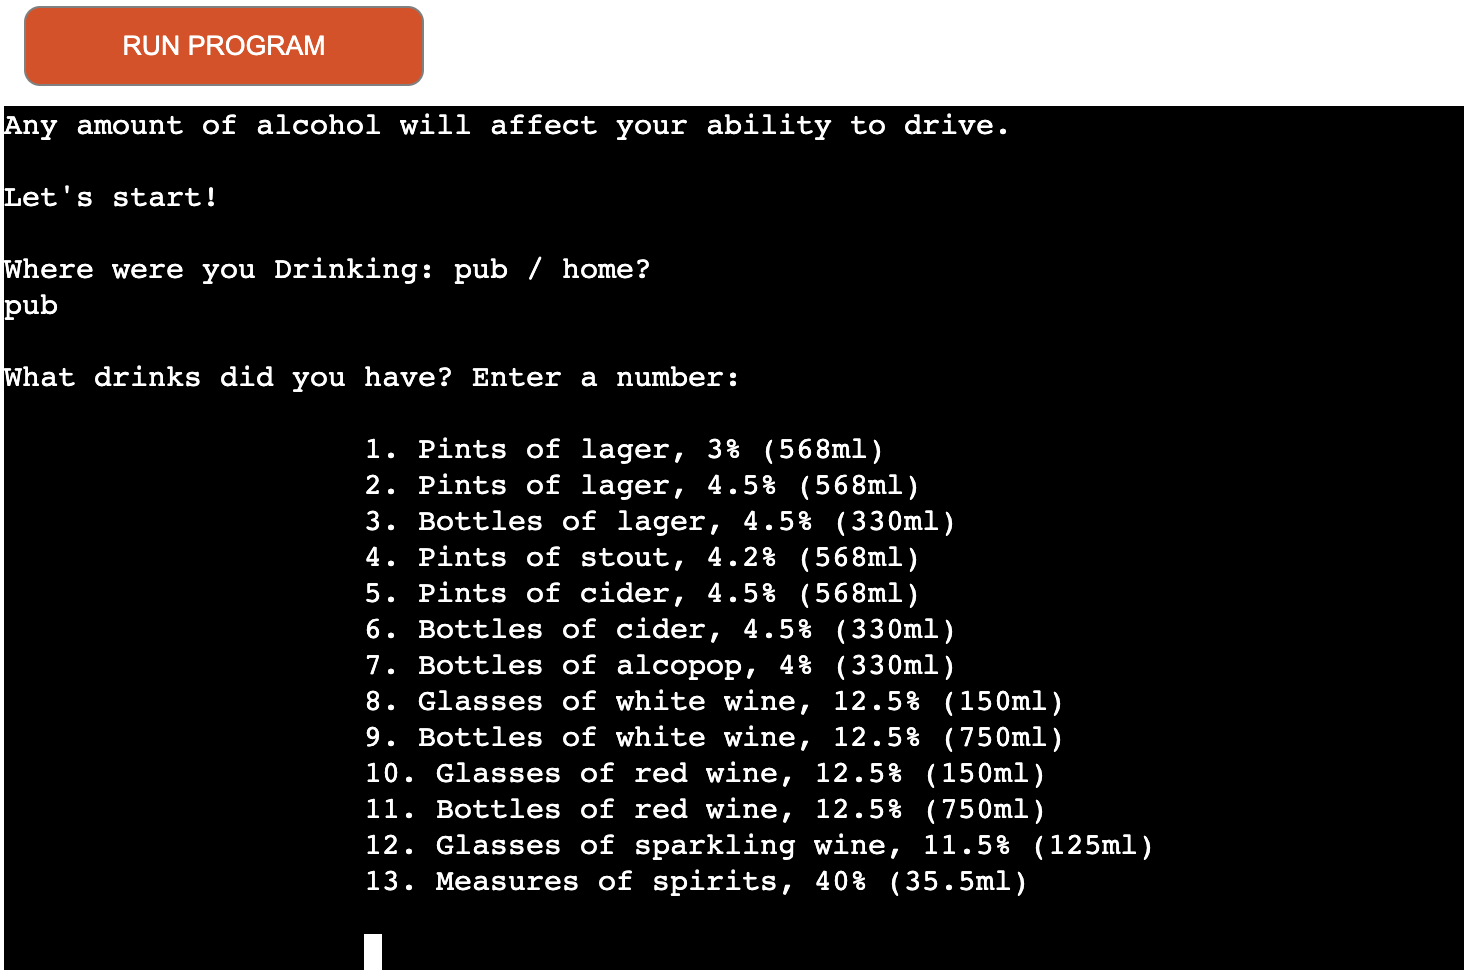 RUN PROGRAM
Any amount of alcohol will affect your ability to drive.
Let's start!
Where were you Drinking: pub / home?
pub
What drinks did you have? Enter a number:
1. Pints of lager, 3% (568ml)
2. Pints of lager, 4.5% (568ml)
3. Bottles of lager, 4.5% (330ml)
4. Pints of stout, 4.2% (568ml)
5. Pints of cider, 4.5% (568ml)
6. Bottles of cider, 4.5% (330ml)
7. Bottles of alcopop, 4% (330ml)
8. Glasses of white wine, 12.5% (150ml)
9. Bottles of white wine, 12.5% (750ml)
10. Glasses of red wine, 12.5% (150ml)
11. Bottles of red wine, 12.5% (750ml)
12. Glasses of sparkling wine, 11.5% (125ml)
13. Measures of spirits, 40% (35.5ml)